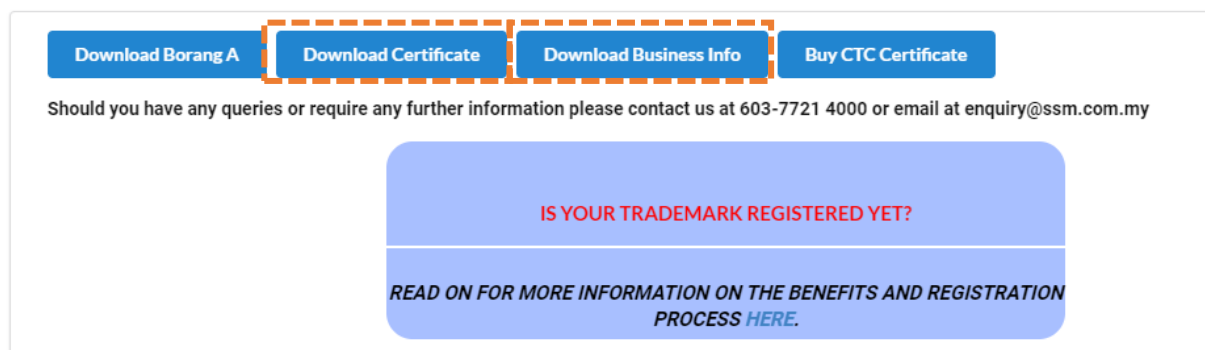 Download Borang A Download Certificate Download Business Info Buy CTC Certificate
Should you have any queries or require any further information please contact us at 603-7721 4000 or email at enquiry@ssm.com.my
IS YOUR TRADEMARK REGISTERED YET?
READ ON FOR MORE INFORMATION ON THE BENEFITS AND REGISTRATION
PROCESS HERE.